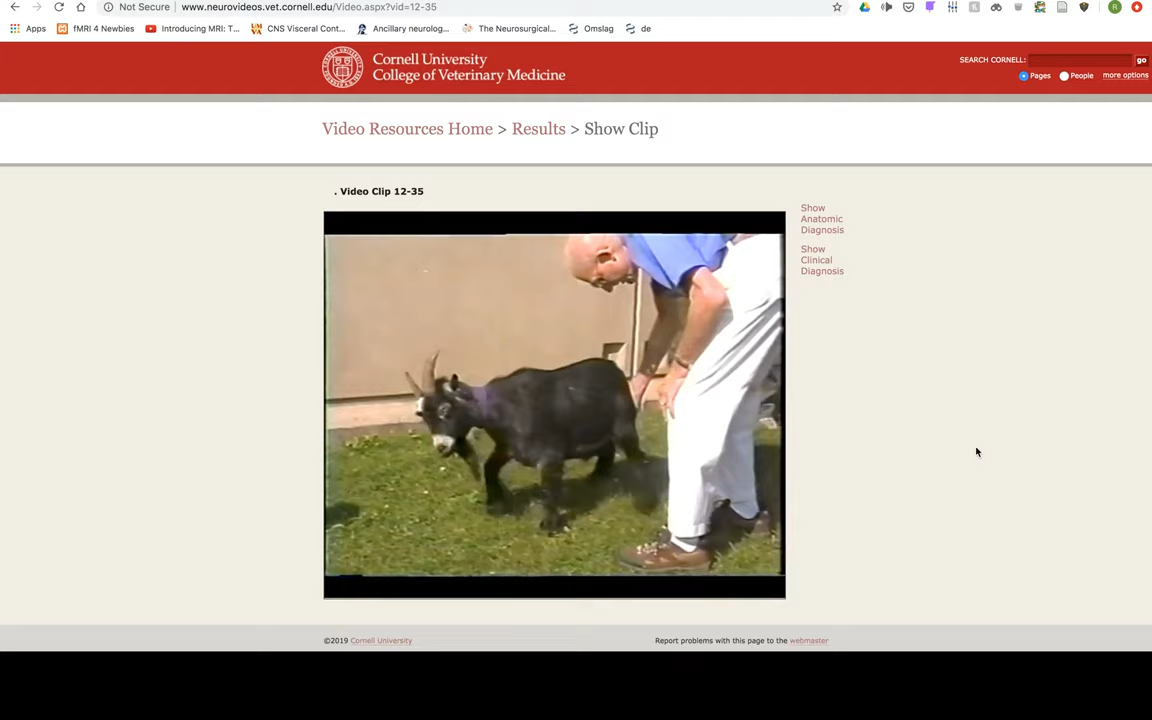 Not Secure
www.neurovideos.vet.cornell.edu/Video.aspx?vid=12-35
R
Apps
fMRI 4 Newbies
Introducing MRI: T...
CNS Visceral Cont...
Ancillary neurolog...
The Neurosurgical...
Omslag
de
Cornell University
College of Veterinary Medicine
SEARCH CORNELL:
go
Pages
People
more options
Video Resources Home > Results > Show Clip
. Video Clip 12-35
Show
Anatomic
Diagnosis
Show
Clinical
Diagnosis
©2019 Cornell University
Report problems with this page to the webmaster